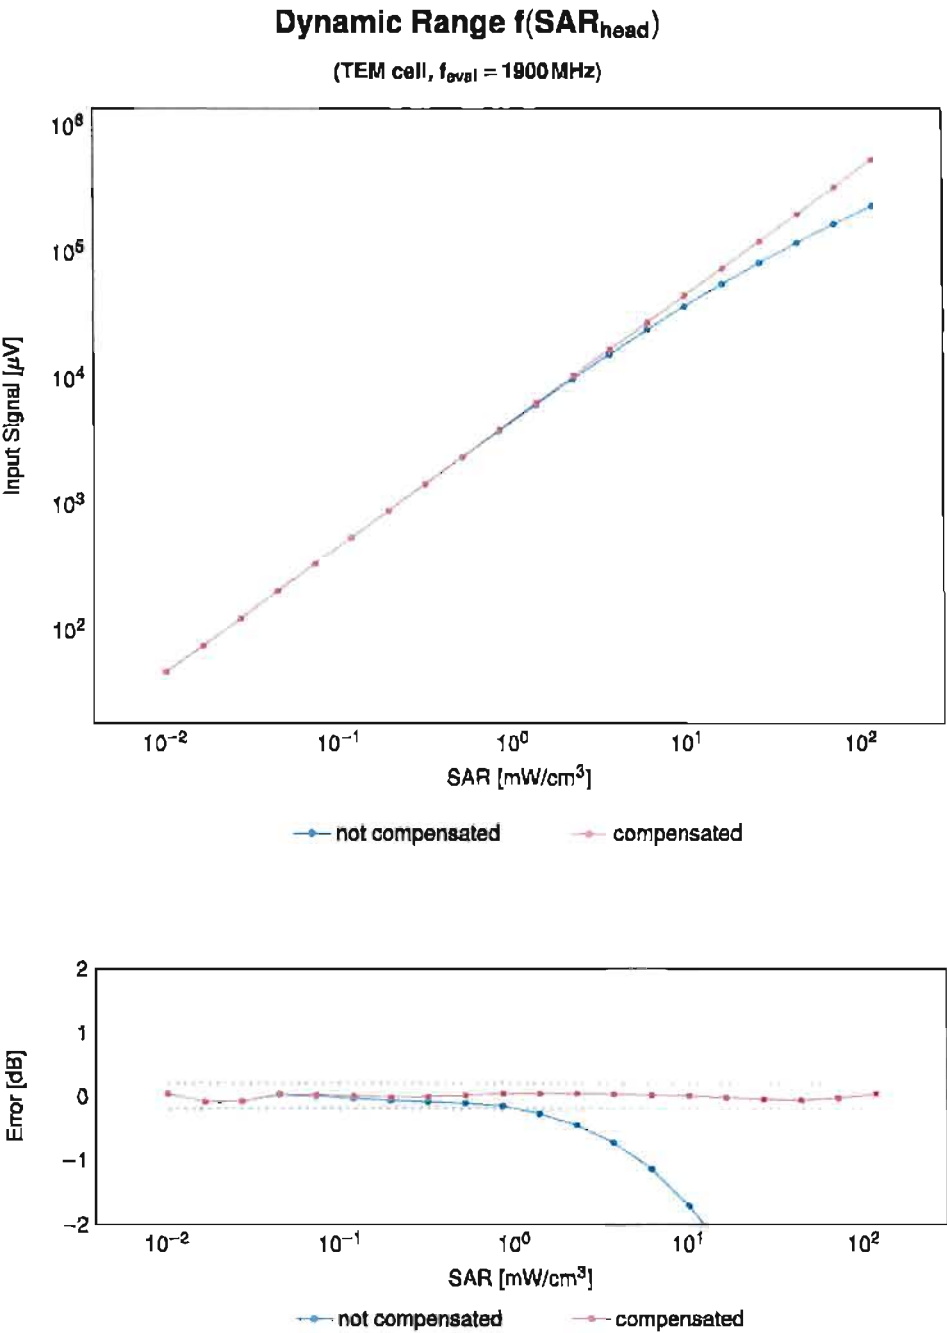 Dynamic Range f(SARhead)
(TEM cell, feval = 1900 MHz)
10⁶
10⁵
10⁴
10³
10²
Input Signal [µV]
10⁻² 10⁻¹ 10⁰ 10¹ 10²
SAR [mW/cm³]
not compensated compensated
2
1
0
−1
−2
Error [dB]
10⁻² 10⁻¹ 10⁰ 10¹ 10²
SAR [mW/cm³]
not compensated compensated